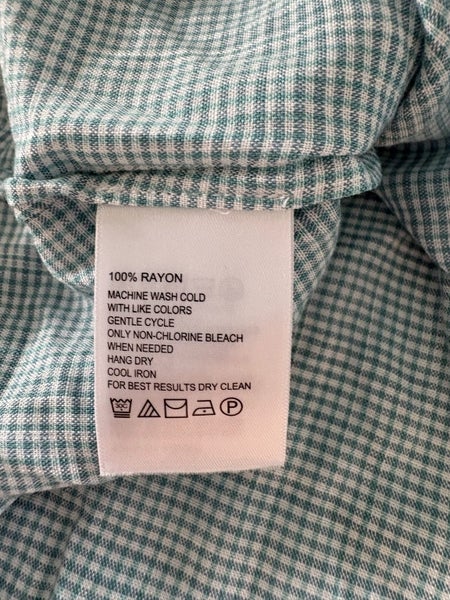 100% RAYON
MACHINE WASH COLD
WITH LIKE COLORS
GENTLE CYCLE
ONLY NON-CHLORINE BLEACH
WHEN NEEDED
HANG DRY
COOL IRON
FOR BEST RESULTS DRY CLEAN
P